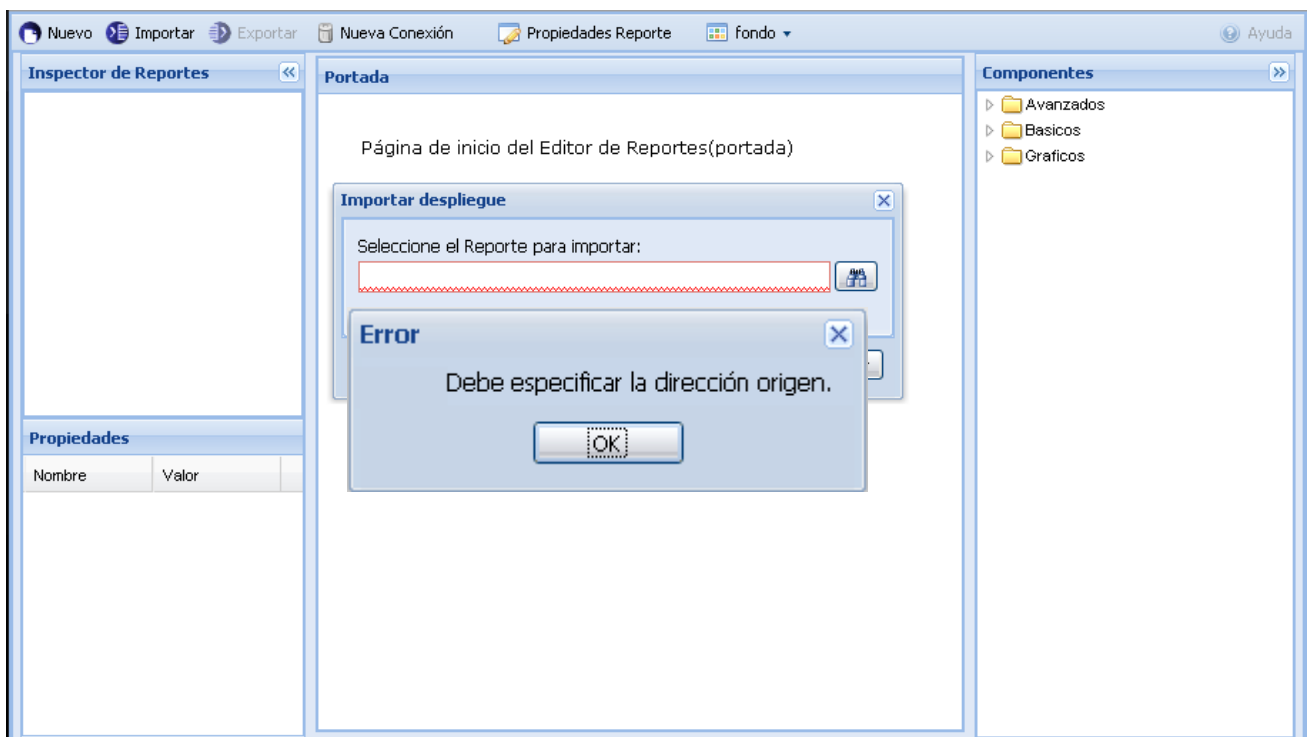 Nuevo Importar Exportar Nueva Conexión Propiedades Reporte fondo Ayuda
Inspector de Reportes
Portada
Componentes
Avanzados
Basicos
Graficos
Página de inicio del Editor de Reportes(portada)
Importar despliegue
Seleccione el Reporte para importar:
Error
Debe especificar la dirección origen.
OK
Propiedades
Nombre Valor